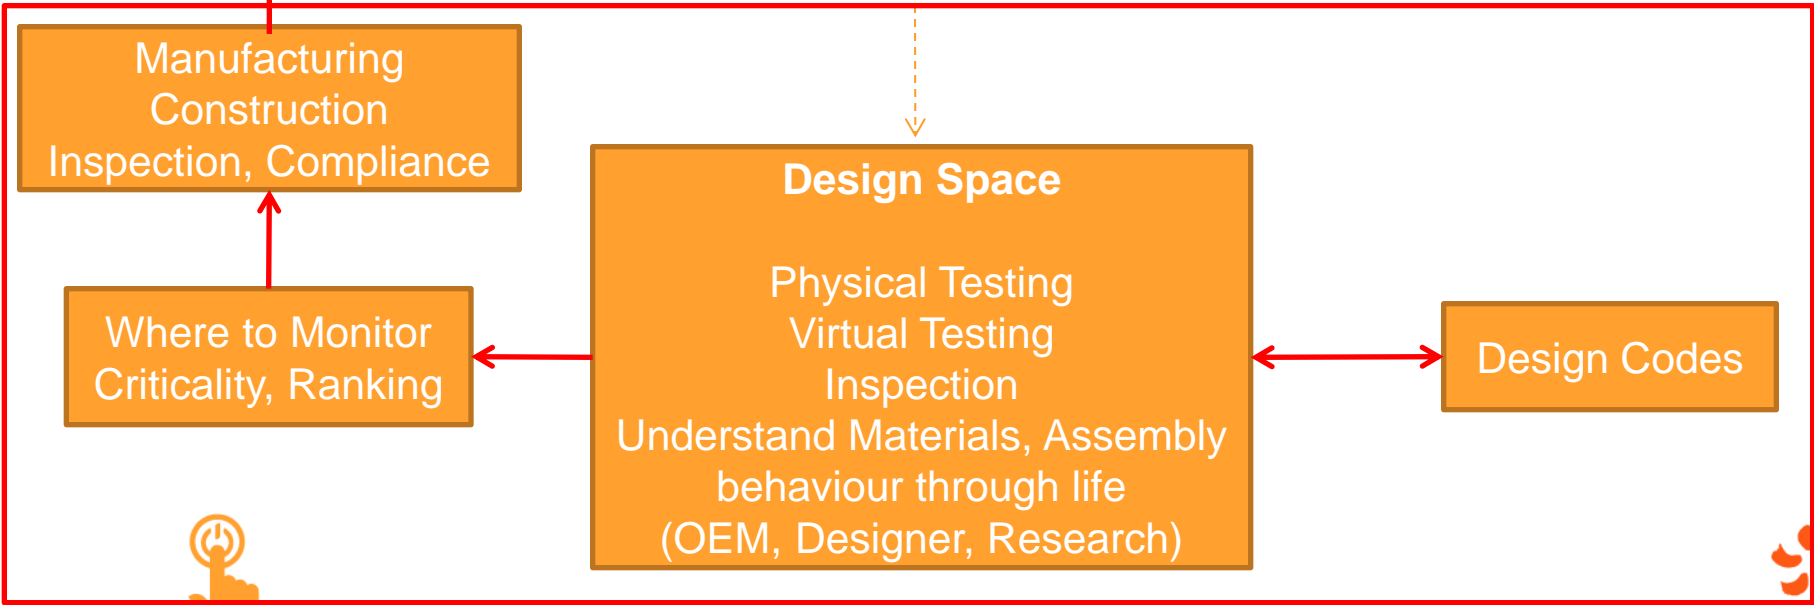 Manufacturing
Construction
Inspection, Compliance
Where to Monitor
Criticality, Ranking
Design Space
Physical Testing
Virtual Testing
Inspection
Understand Materials, Assembly
behaviour through life
(OEM, Designer, Research)
Design Codes